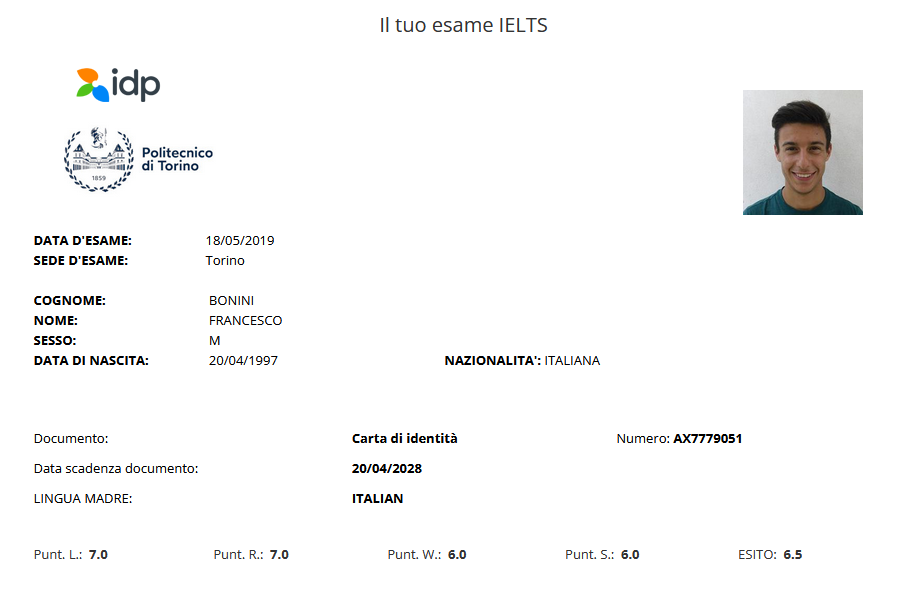 Il tuo esame IELTS
idp
Politecnico
di Torino
1859
DATA D'ESAME: 18/05/2019
SEDE D'ESAME: Torino
COGNOME: BONINI
NOME: FRANCESCO
SESSO: M
DATA DI NASCITA: 20/04/1997 NAZIONALITA': ITALIANA
Documento: Carta di identità Numero: AX7779051
Data scadenza documento: 20/04/2028
LINGUA MADRE: ITALIAN
Punt. L.: 7.0 Punt. R.: 7.0 Punt. W.: 6.0 Punt. S.: 6.0 ESITO: 6.5